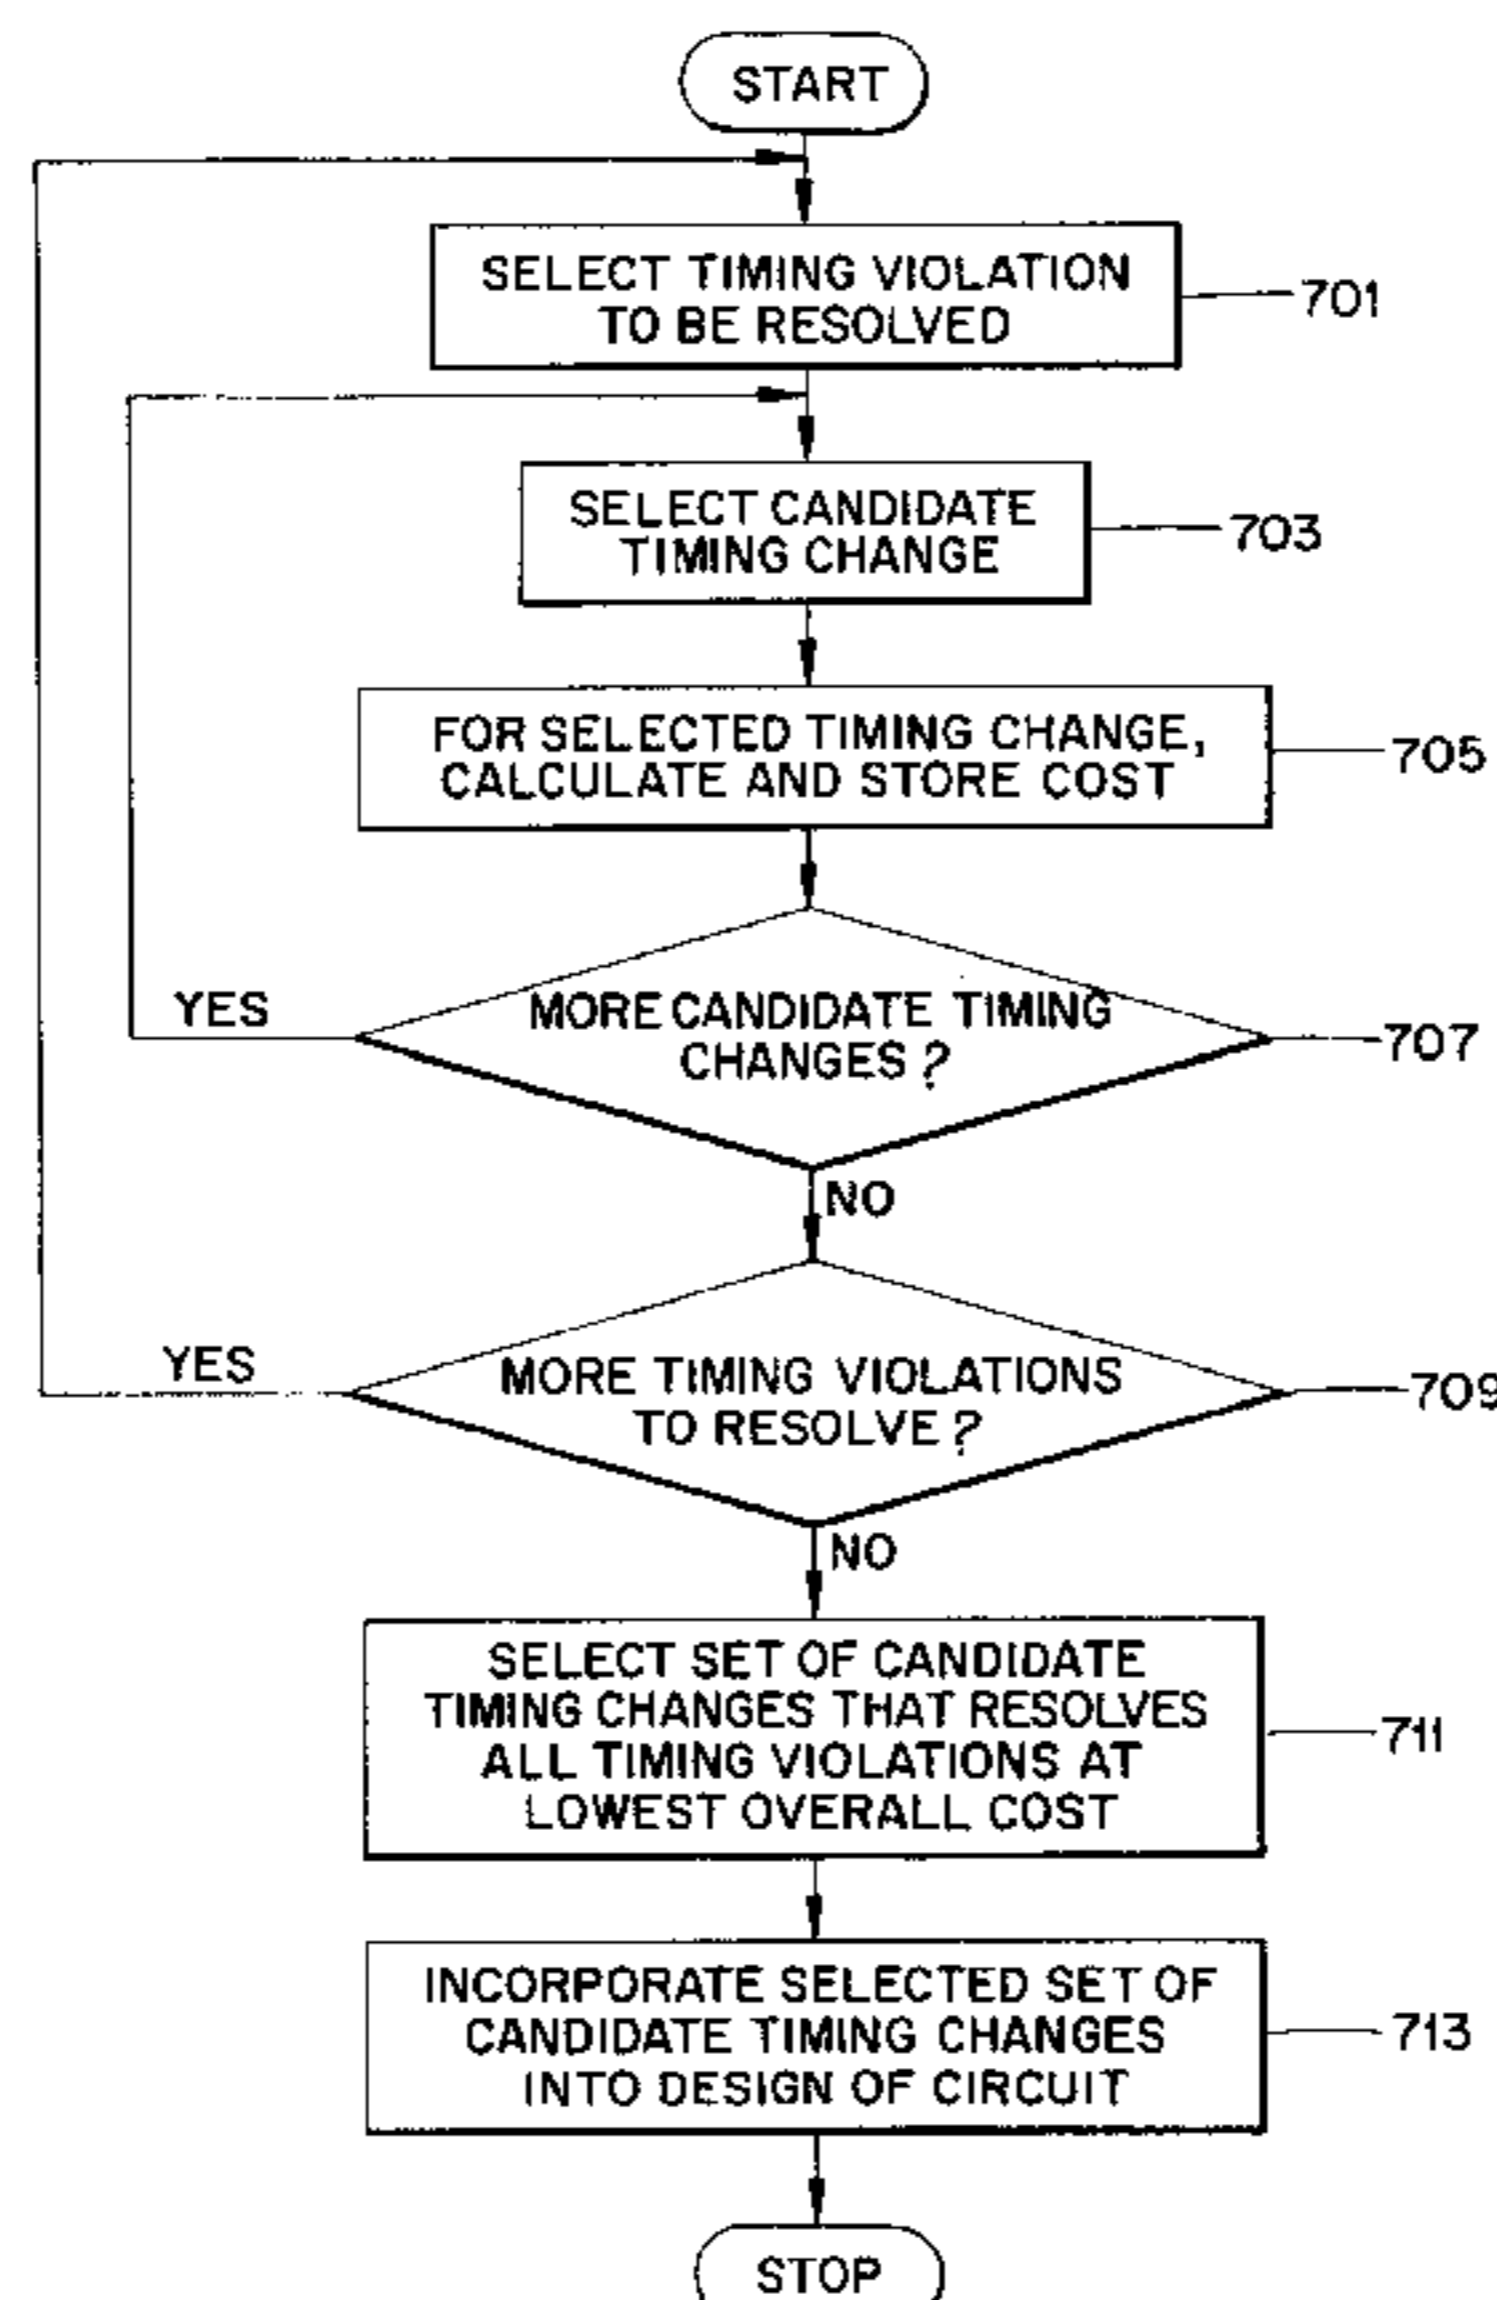 START
SELECT TIMING VIOLATION
TO BE RESOLVED
701
SELECT CANDIDATE
TIMING CHANGE
703
FOR SELECTED TIMING CHANGE,
CALCULATE AND STORE COST
705
YES
MORE CANDIDATE TIMING
CHANGES?
707
NO
YES
MORE TIMING VIOLATIONS
TO RESOLVE?
709
NO
SELECT SET OF CANDIDATE
TIMING CHANGES THAT RESOLVES
ALL TIMING VIOLATIONS AT
LOWEST OVERALL COST
711
INCORPORATE SELECTED SET OF
CANDIDATE TIMING CHANGES
INTO DESIGN OF CIRCUIT
713
STOP